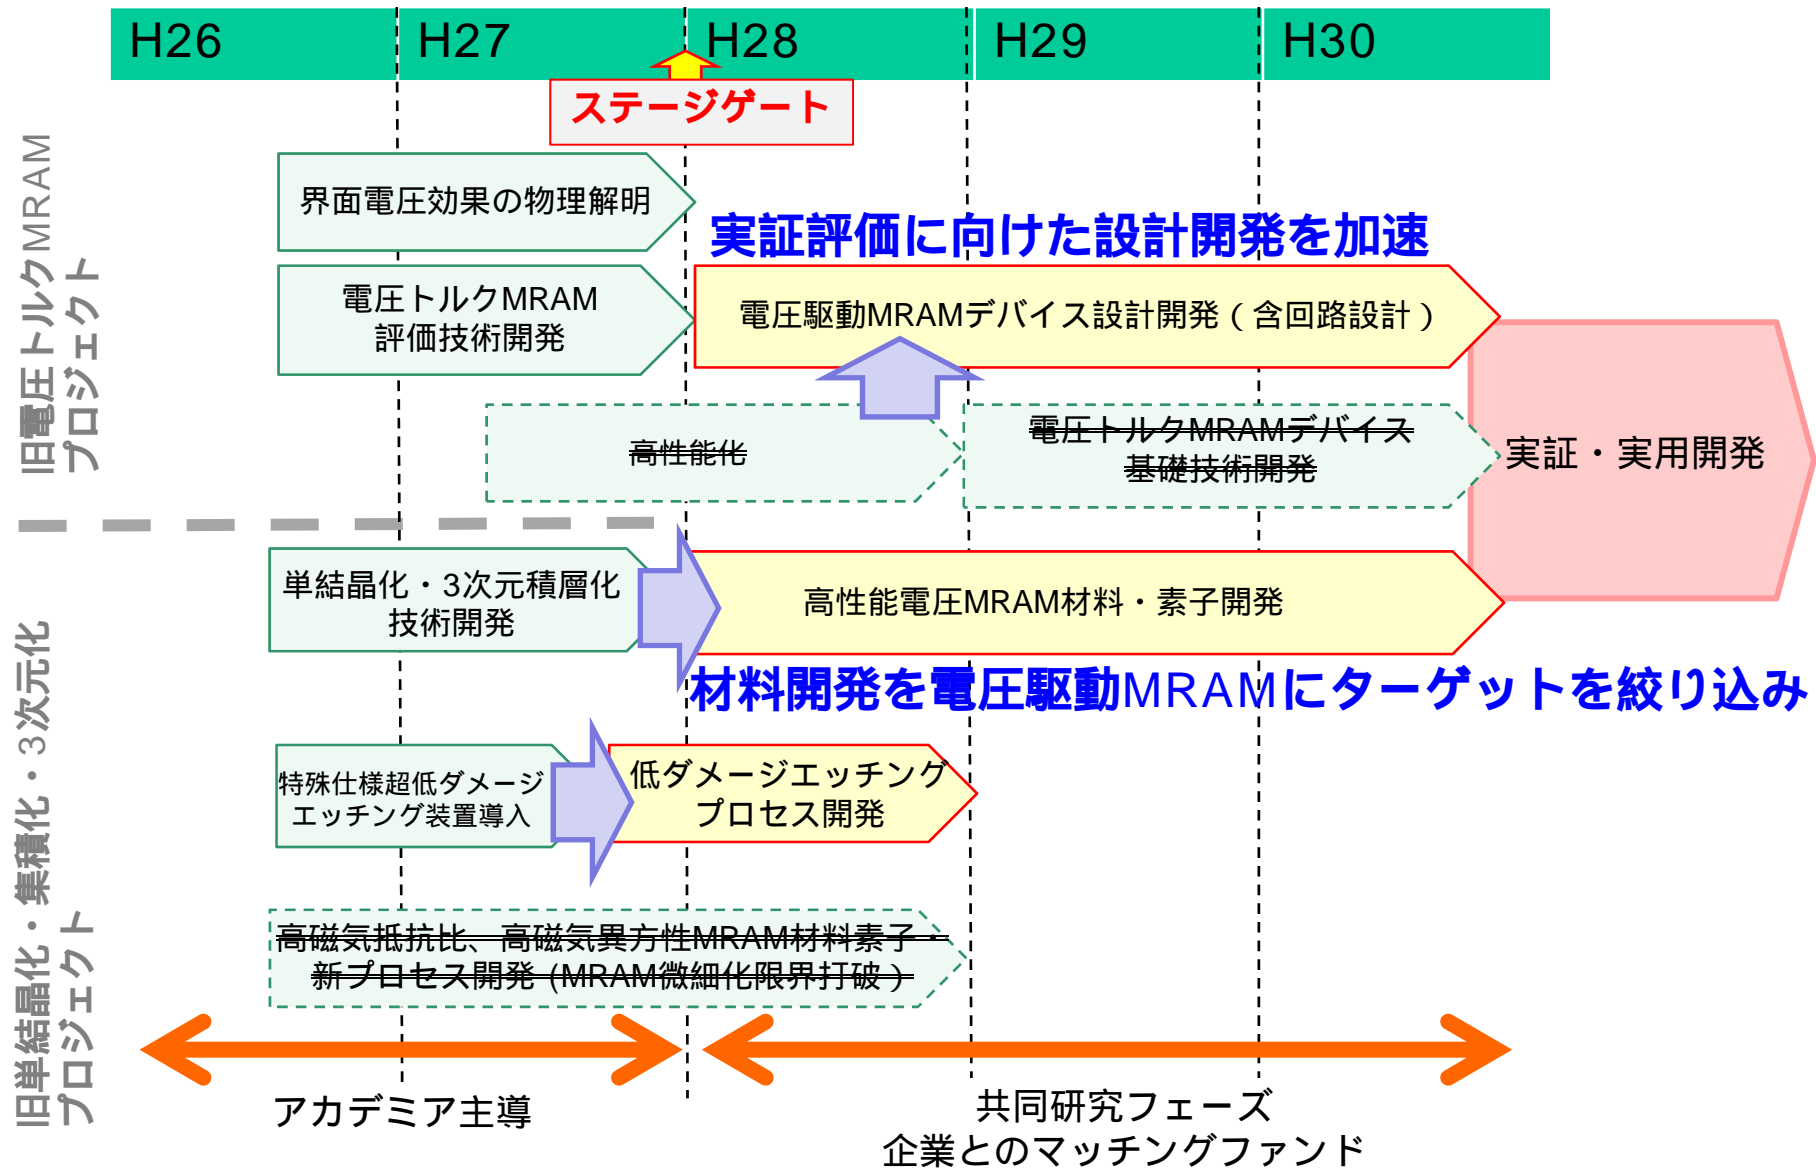 H26
H27
H28
H29
H30
ステージゲート
旧電圧トルクMRAM
プロジェクト
界面電圧効果の物理解明
実証評価に向けた設計開発を加速
電圧トルクMRAM
評価技術開発
電圧駆動MRAMデバイス設計開発（含回路設計）
高性能化
電圧トルクMRAMデバイス
基礎技術開発
実証・実用開発
旧単結晶化・集積化・3次元化
プロジェクト
単結晶化・3次元積層化
技術開発
高性能電圧MRAM材料・素子開発
材料開発を電圧駆動MRAMにターゲットを絞り込み
特殊仕様超低ダメージ
エッチング装置導入
低ダメージエッチング
プロセス開発
高磁気抵抗比、高磁気異方性MRAM材料素子・
新プロセス開発 (MRAM微細化限界打破）
アカデミア主導
共同研究フェーズ
企業とのマッチングファンド